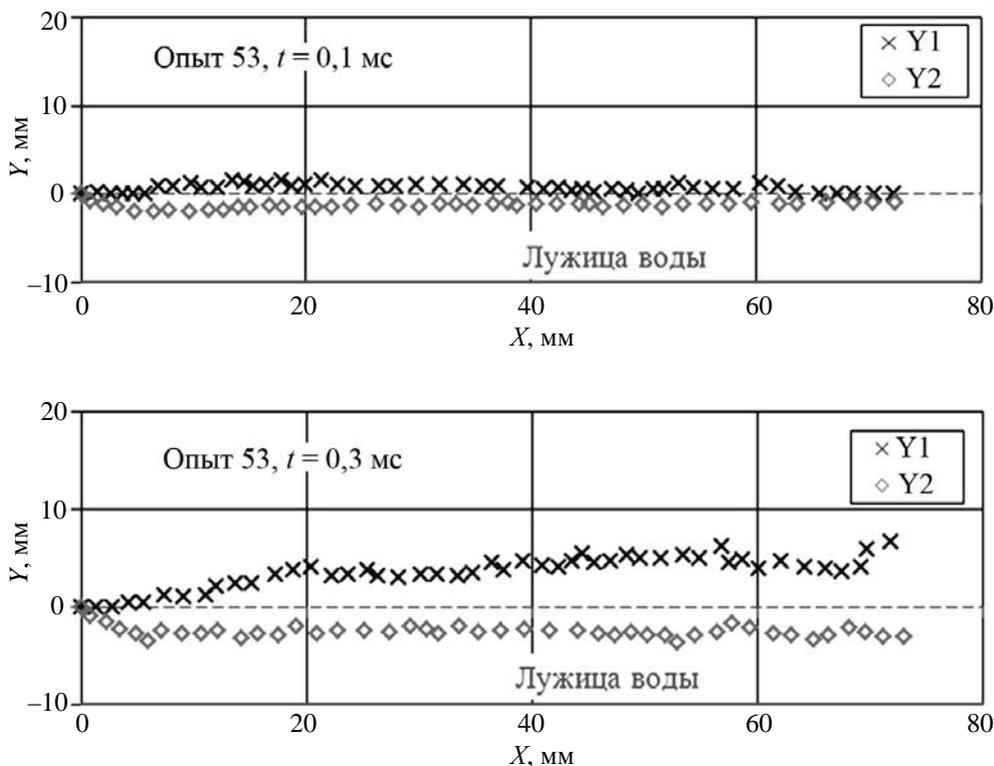 20
10
0
–10
Y, мм
Опыт 53, t = 0,1 мс
Y1
Y2
Лужица воды
0
20
40
60
80
X, мм
20
10
0
–10
Y, мм
Опыт 53, t = 0,3 мс
Y1
Y2
Лужица воды
0
20
40
60
80
X, мм